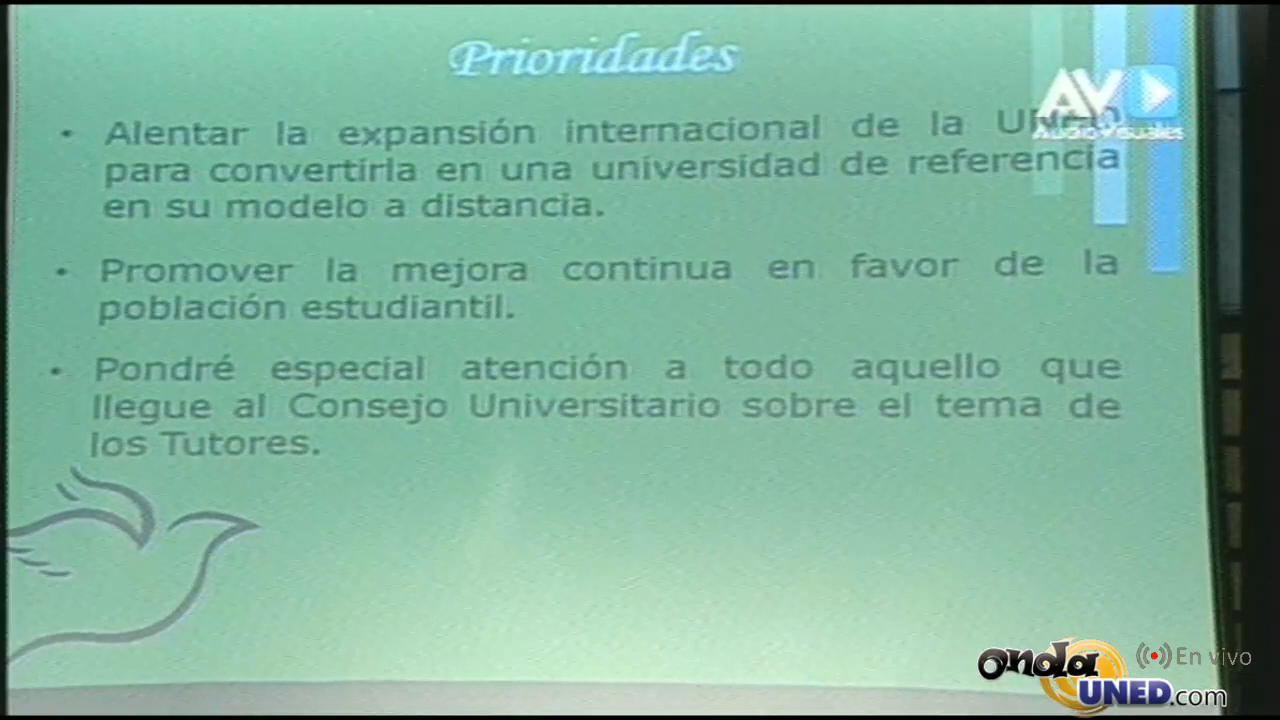 Prioridades
• Alentar la expansión internacional de la UNED
para convertirla en una universidad de referencia
en su modelo a distancia.
• Promover la mejora continua en favor de la
población estudiantil.
• Pondré especial atención a todo aquello que
llegue al Consejo Universitario sobre el tema de
los Tutores.
AV
AudioVisuales
onda
UNED.com
En vivo